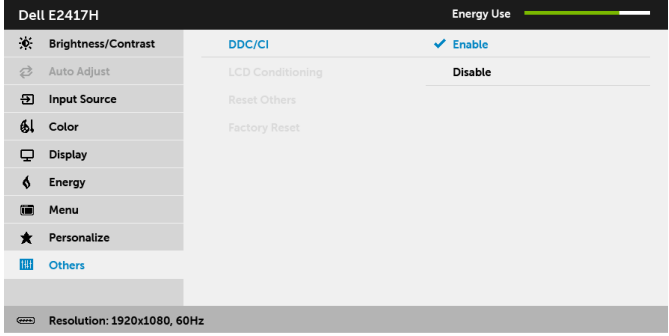 Dell E2417H
Energy Use
Brightness/Contrast
DDC/CI
Enable
Auto Adjust
LCD Conditioning
Disable
Input Source
Reset Others
Color
Factory Reset
Display
Energy
Menu
Personalize
Others
Resolution: 1920x1080, 60Hz